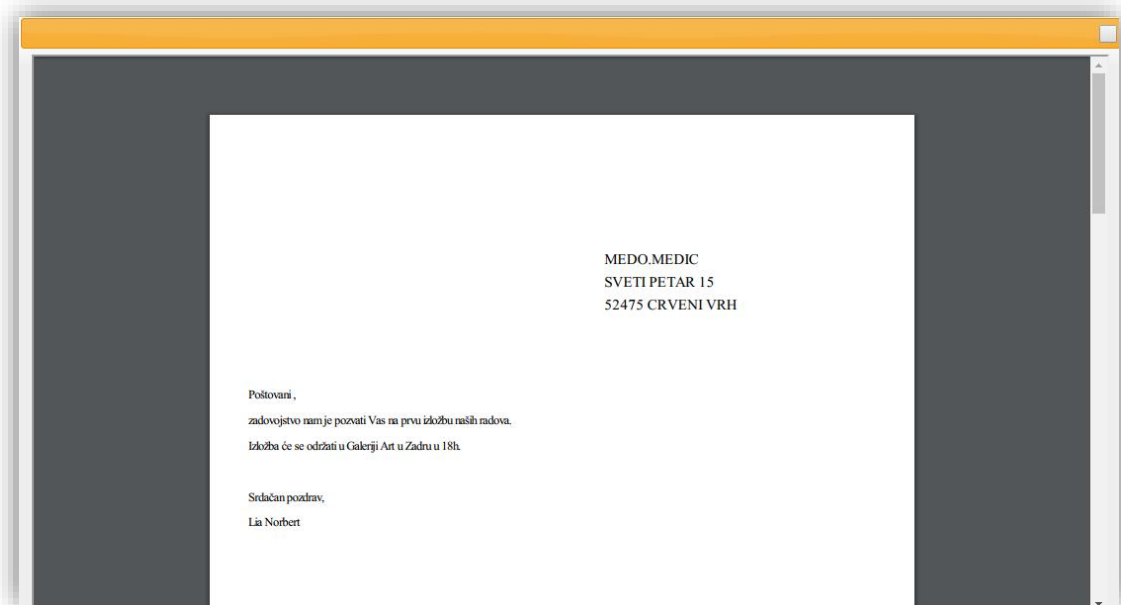 MEDO.MEDIC
SVETI PETAR 15
52475 CRVENI VRH
Poštovani ,
zadovojstvo nam je pozvati Vas na prvu izložbu naših radova.
Izložba će se održati u Galeriji Art u Zadru u 18h.
Srdačan pozdrav,
Lia Norbert